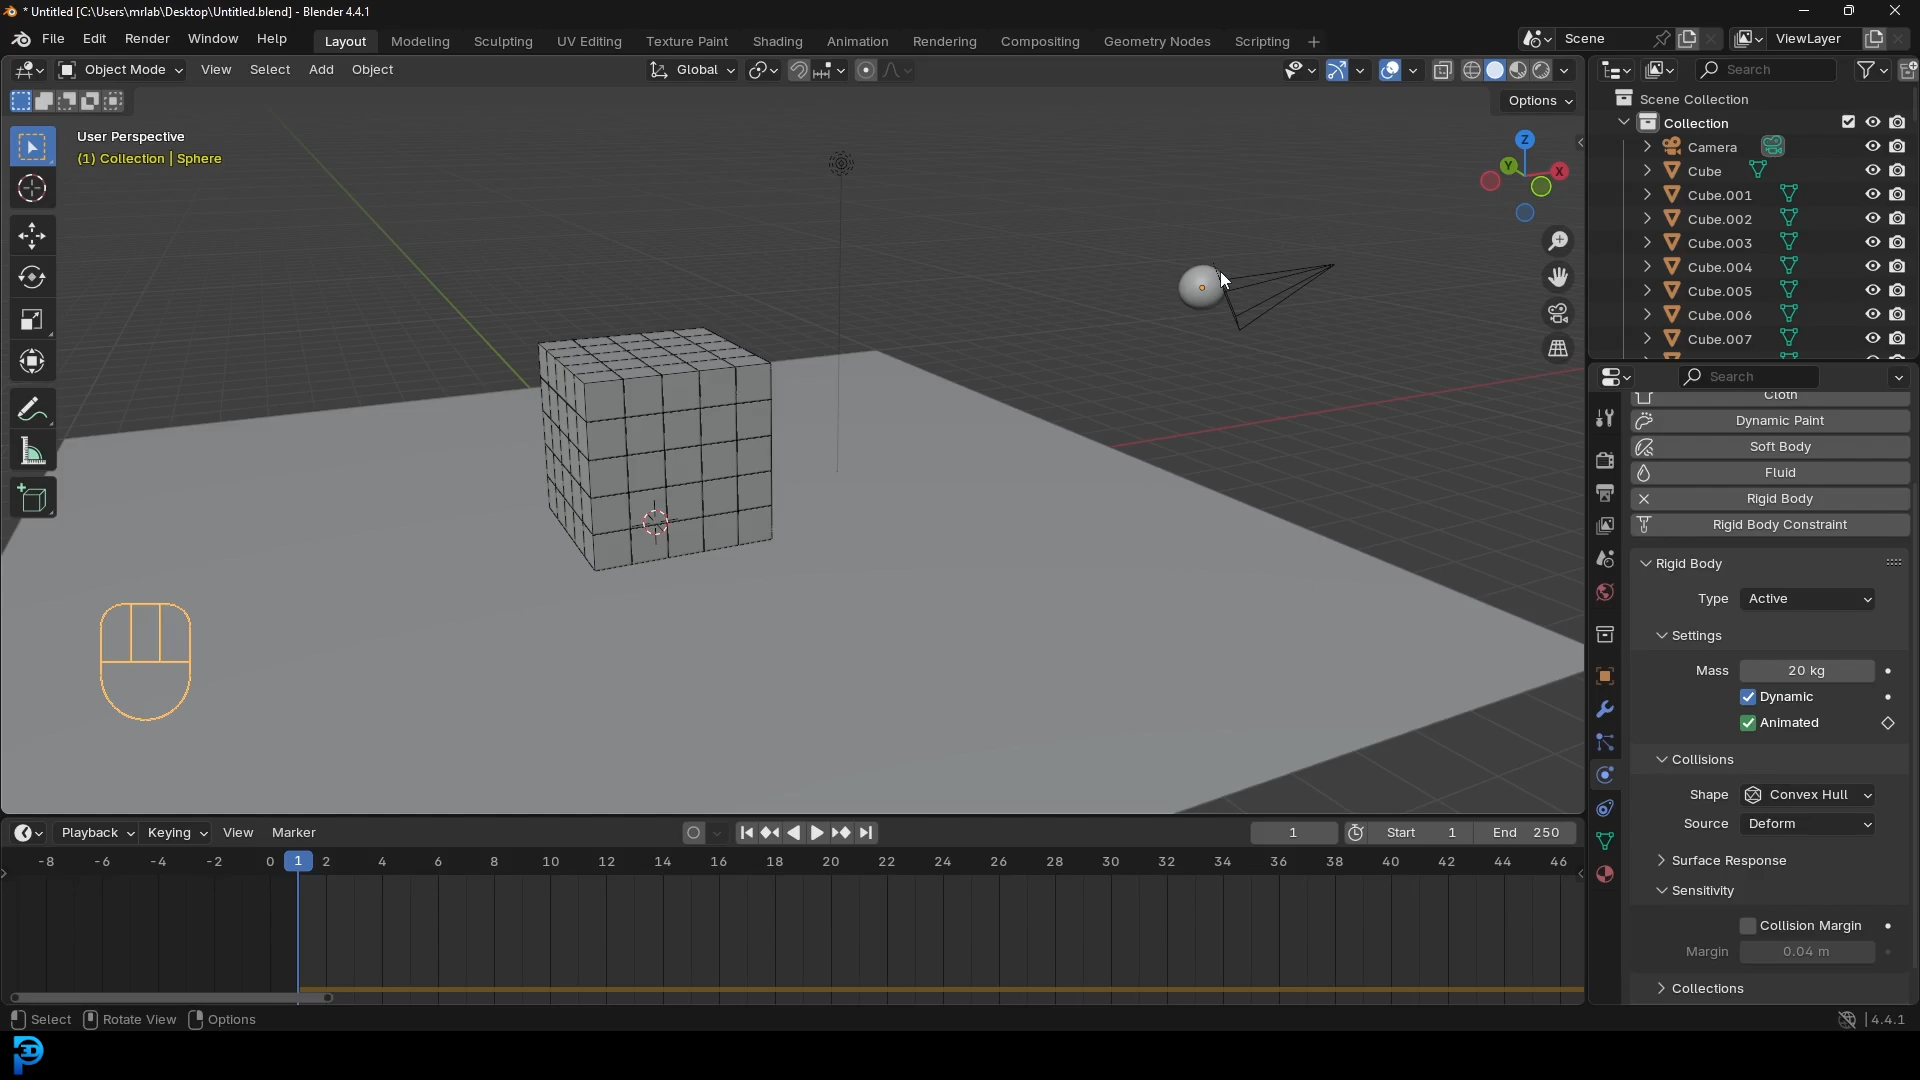 * Untitled [C:\Users\mrlab\Desktop\Untitled.blend] - Blender 4.4.1
File Edit Render Window Help Layout Modeling Sculpting UV Editing Texture Paint Shading Animation Rendering Compositing Geometry Nodes Scripting + Scene ViewLayer
Object Mode View Select Add Object Global Search
Options
Scene Collection
Collection
Camera
Cube
Cube.001
Cube.002
Cube.003
Cube.004
Cube.005
Cube.006
Cube.007
User Perspective
(1) Collection | Sphere
Z
Y
X
Search
Cloth
Dynamic Paint
Soft Body
Fluid
Rigid Body
Rigid Body Constraint
Rigid Body
Type Active
Settings
Mass 20 kg
Dynamic
Animated
Collisions
Shape Convex Hull
Source Deform
Surface Response
Sensitivity
Collision Margin
Margin 0.04 m
Collections
Playback Keying View Marker 1 Start 1 End 250
-8 -6 -4 -2 0 1 2 4 6 8 10 12 14 16 18 20 22 24 26 28 30 32 34 36 38 40 42 44 46
Select Rotate View Options 4.4.1
3D